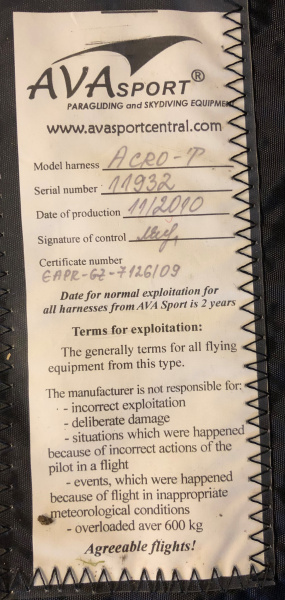 AVASPORT®
PARAGLIDING and SKYDIVING EQUIPMENT
www.avasportcentral.com
Model harness ACRO-P
Serial number 11932
Date of production 11/2010
Signature of control
Certificate number
EAPR-GZ-7126/09
Date for normal exploitation for
all harnesses from AVA Sport is 2 years
Terms for exploitation:
The generally terms for all flying
equipment from this type.
The manufacturer is not responsible for:
- incorrect exploitation
- deliberate damage
- situations which were happened
because of incorrect actions of the
pilot in a flight
- events, which were happened
because of flight in inappropriate
meteorological conditions
- overloaded aver 600 kg
Agreeable flights!